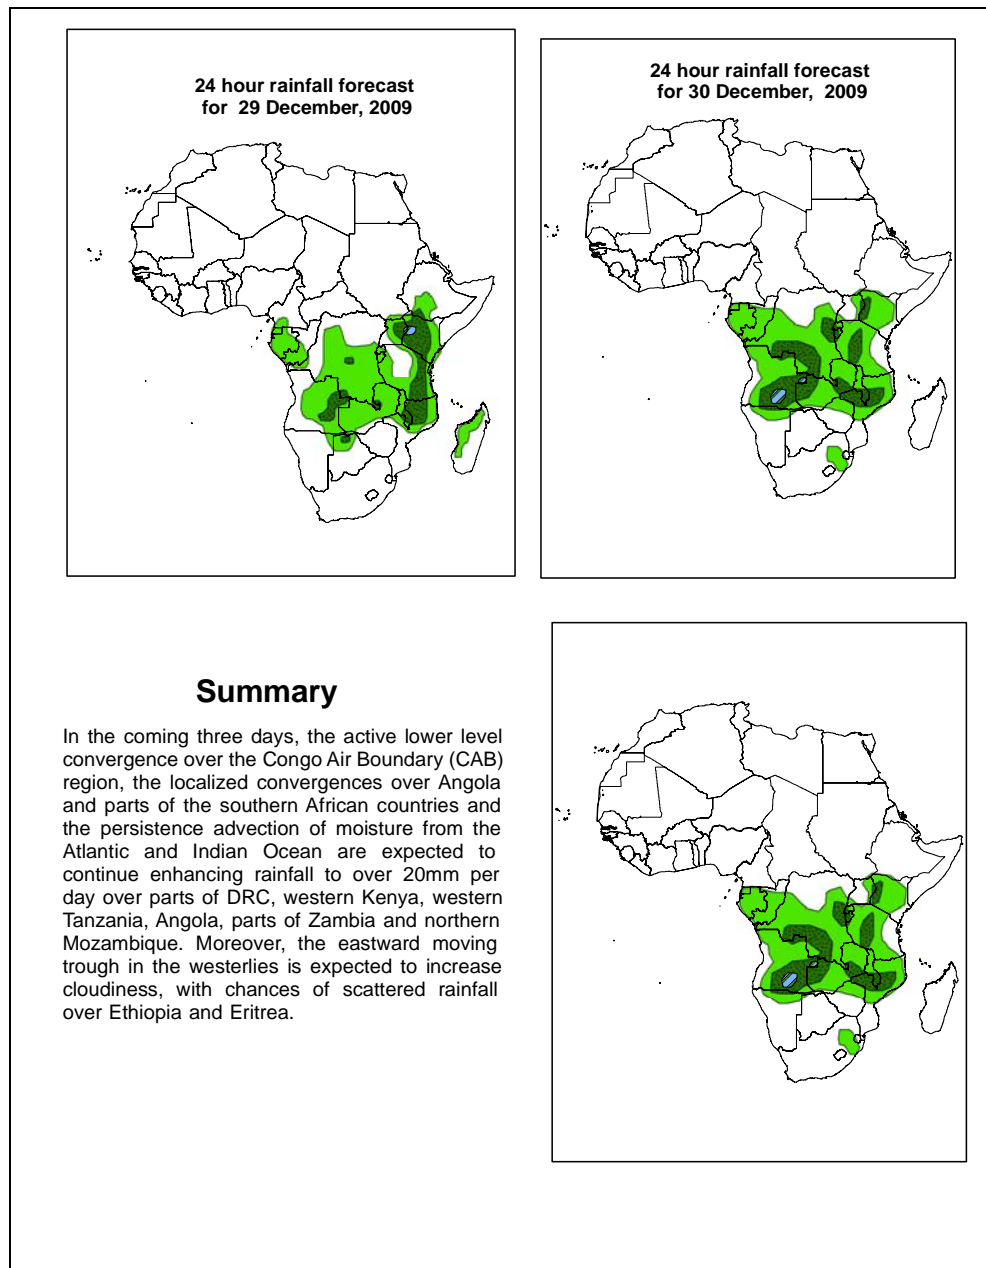 24 hour rainfall forecast
for 29 December, 2009
24 hour rainfall forecast
for 30 December, 2009
Summary
In the coming three days, the active lower level
convergence over the Congo Air Boundary (CAB)
region, the localized convergences over Angola
and parts of the southern African countries and
the persistence advection of moisture from the
Atlantic and Indian Ocean are expected to
continue enhancing rainfall to over 20mm per
day over parts of DRC, western Kenya, western
Tanzania, Angola, parts of Zambia and northern
Mozambique. Moreover, the eastward moving
trough in the westerlies is expected to increase
cloudiness, with chances of scattered rainfall
over Ethiopia and Eritrea.